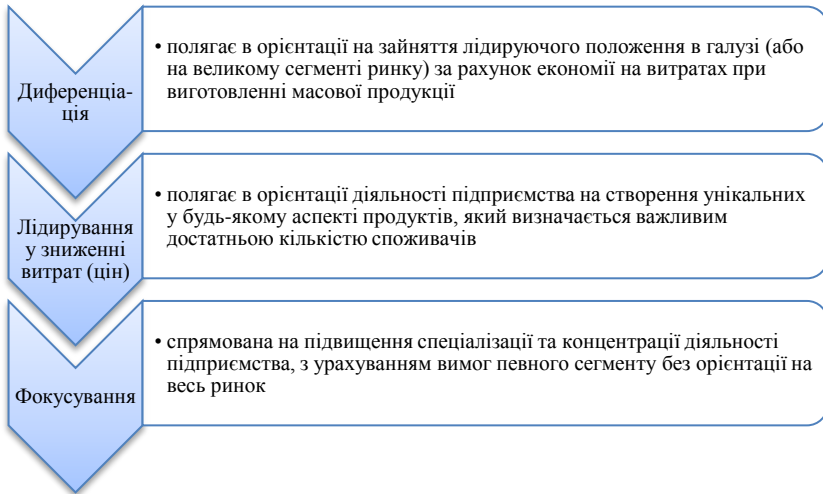 Диференціа-
ція
• полягає в орієнтації на зайняття лідируючого положення в галузі (або
на великому сегменті ринку) за рахунок економії на витратах при
виготовленні масової продукції
Лідирування
у зниженні
витрат (цін)
• полягає в орієнтації діяльності підприємства на створення унікальних
у будь-якому аспекті продуктів, який визначається важливим
достатньою кількістю споживачів
Фокусування
• спрямована на підвищення спеціалізації та концентрації діяльності
підприємства, з урахуванням вимог певного сегменту без орієнтації на
весь ринок